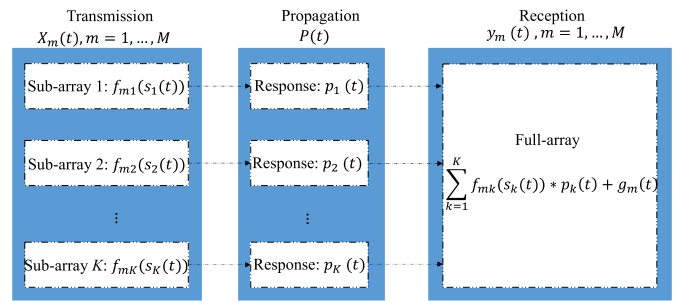 Transmission
X_m(t), m = 1, ..., M
Propagation
P(t)
Reception
y_m (t) , m = 1, ..., M
Sub-array 1: f_{m1}(s_1(t))
Response: p_1 (t)
Sub-array 2: f_{m2}(s_2(t))
Response: p_2 (t)
⋮
⋮
Sub-array K: f_{mK}(s_K(t))
Response: p_K (t)
Full-array
\sum_{k=1}^{K} f_{mk}(s_k(t)) * p_k(t) + g_m(t)